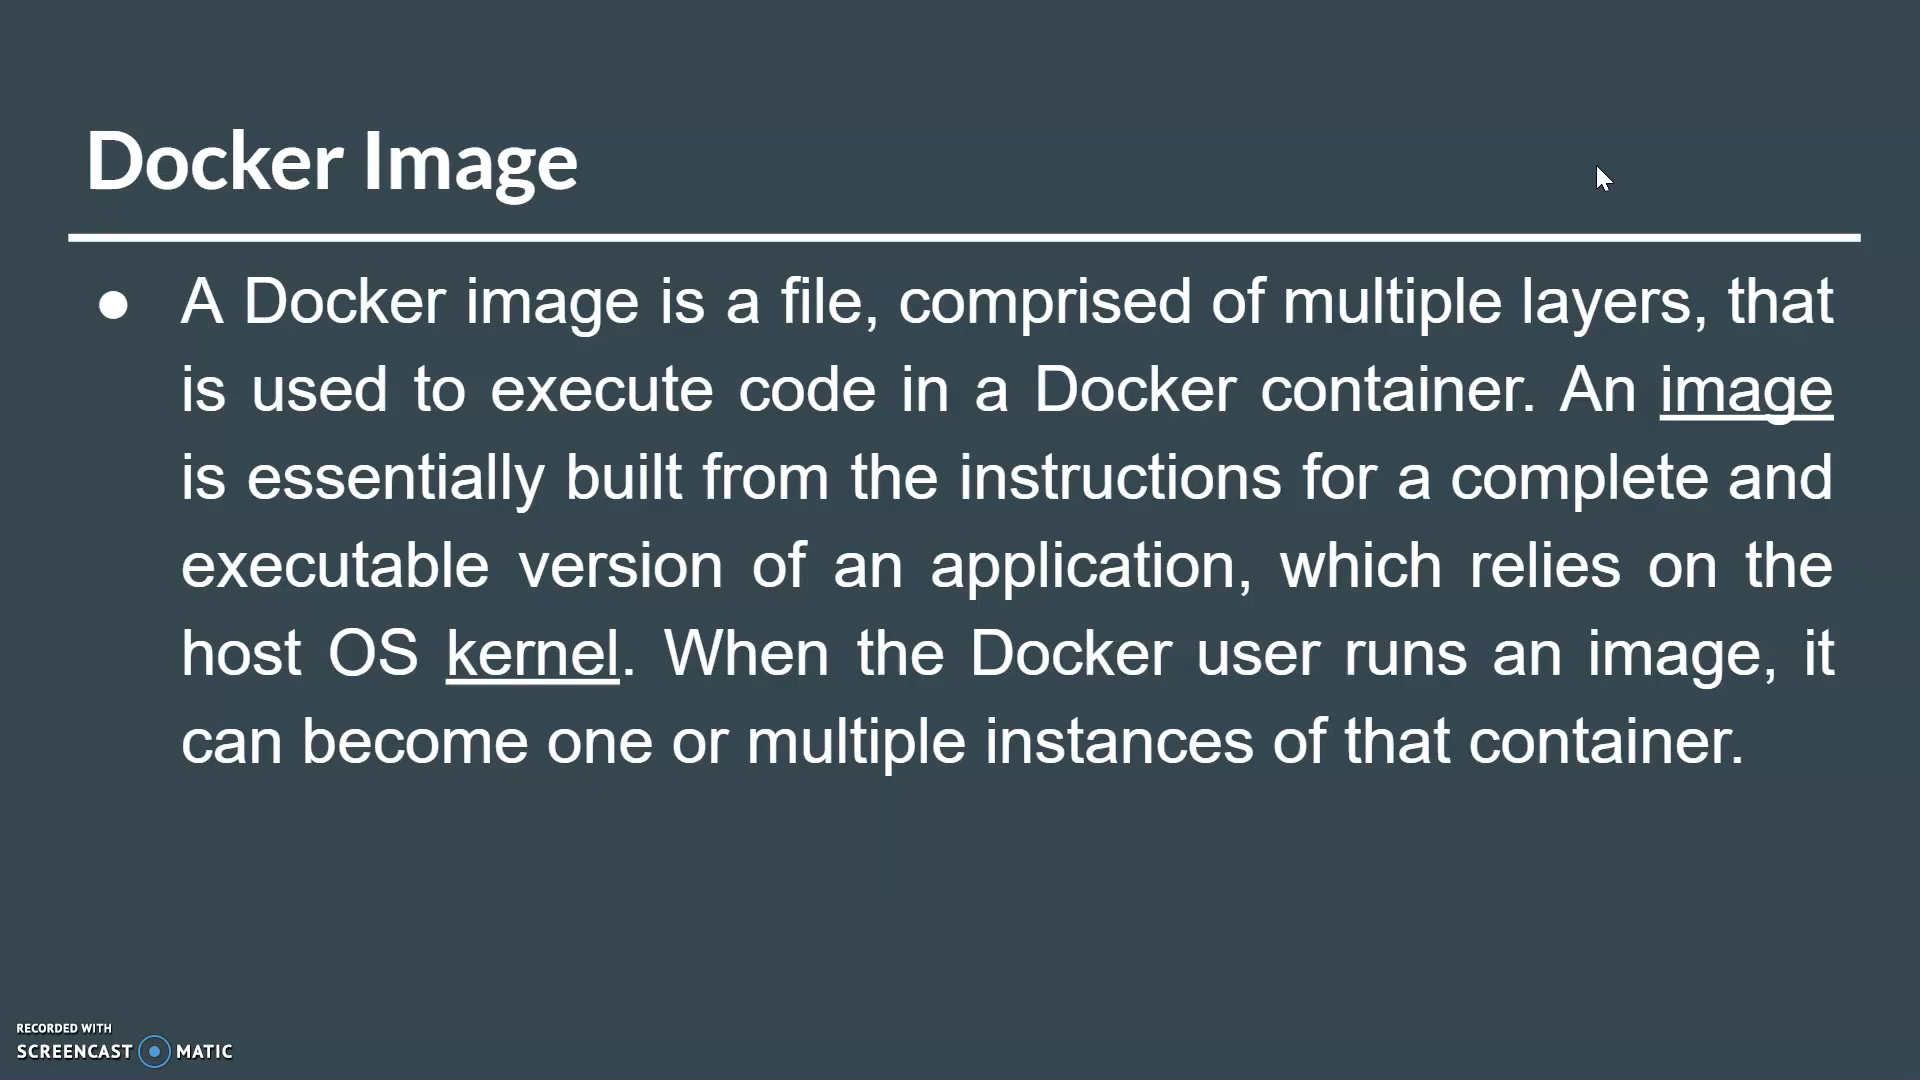 Docker Image
● A Docker image is a file, comprised of multiple layers, that
is used to execute code in a Docker container. An image
is essentially built from the instructions for a complete and
executable version of an application, which relies on the
host OS kernel. When the Docker user runs an image, it
can become one or multiple instances of that container.
RECORDED WITH
SCREENCAST MATIC